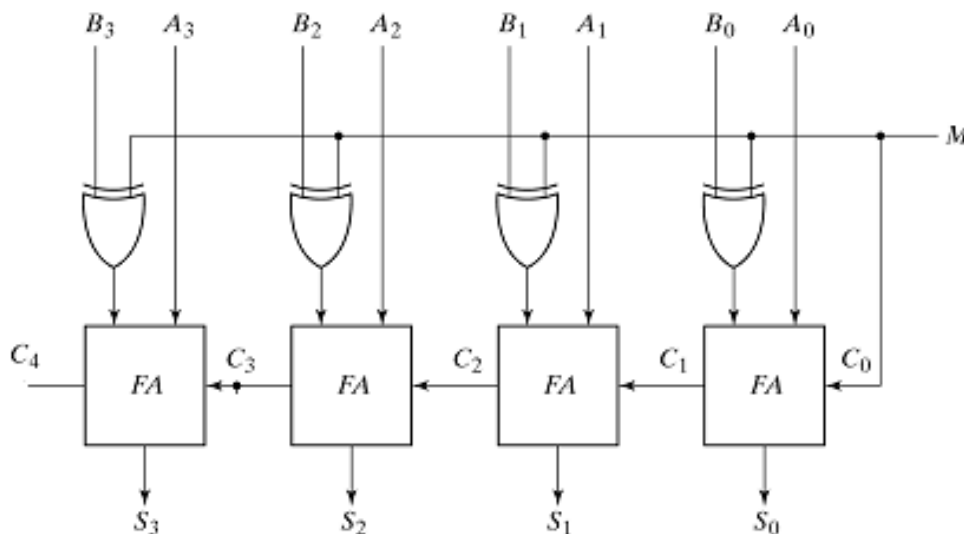 B₃ A₃ B₂ A₂ B₁ A₁ B₀ A₀
M
C₄ FA C₃ FA C₂ FA C₁ FA C₀
S₃ S₂ S₁ S₀